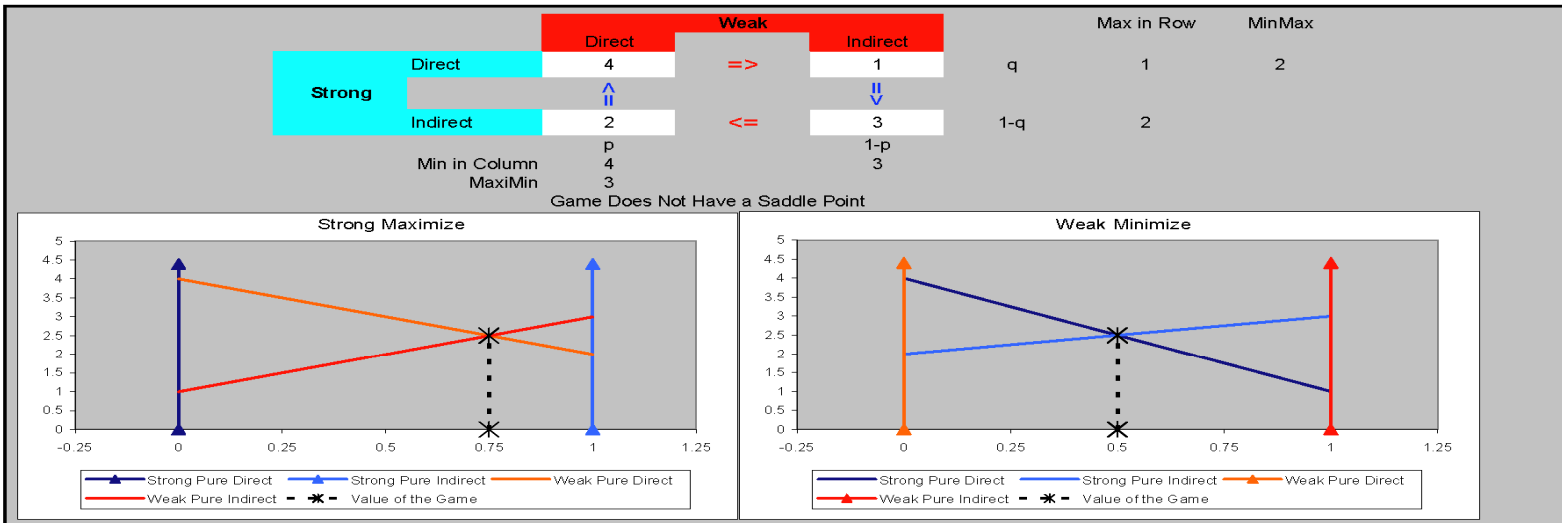 Weak Max in Row MinMax
Direct Indirect
Direct 4 => 1 q 1 2
Strong
Indirect 2 <= 3 1-q 2
p 1-p
Min in Column 4 3
MaxiMin 3
Game Does Not Have a Saddle Point
Strong Maximize
5
4.5
4
3.5
3
2.5
2
1.5
1
0.5
0
-0.25 0 0.25 0.5 0.75 1 1.25
Strong Pure Direct Strong Pure Indirect Weak Pure Direct
Weak Pure Indirect Value of the Game
Weak Minimize
5
4.5
4
3.5
3
2.5
2
1.5
1
0.5
0
-0.25 0 0.25 0.5 0.75 1 1.25
Strong Pure Direct Strong Pure Indirect Weak Pure Direct
Weak Pure Indirect Value of the Game